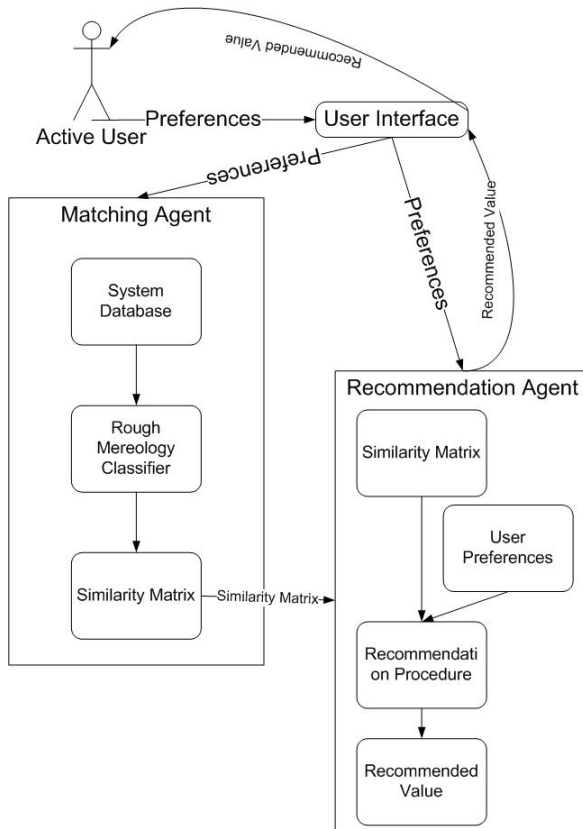 Recommended Value
Active User
Preferences
User Interface
Preferences
Preferences
Recommended Value
Matching Agent
System
Database
Rough
Mereology
Classifier
Similarity Matrix
Similarity Matrix
Recommendation Agent
Similarity Matrix
User
Preferences
Recommendati
on Procedure
Recommended
Value